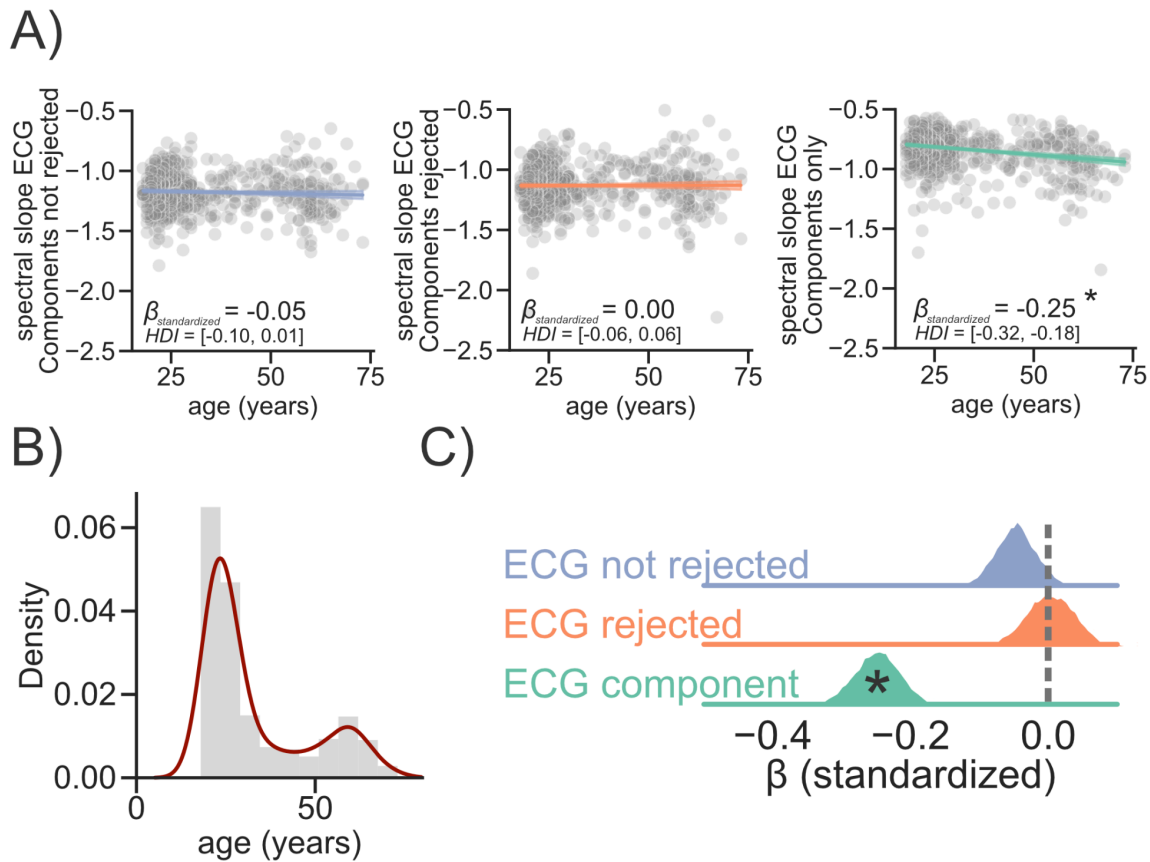 A)
spectral slope ECG
Components not rejected
−0.5
−1.0
−1.5
−2.0
−2.5
βstandardized = -0.05
HDI = [-0.10, 0.01]
25
50
75
age (years)
spectral slope ECG
Components rejected
−0.5
−1.0
−1.5
−2.0
−2.5
βstandardized = 0.00
HDI = [-0.06, 0.06]
25
50
75
age (years)
spectral slope ECG
Components only
−0.5
−1.0
−1.5
−2.0
−2.5
βstandardized = -0.25 *
HDI = [-0.32, -0.18]
25
50
75
age (years)
B)
Density
0.06
0.04
0.02
0.00
0
50
age (years)
C)
ECG not rejected
ECG rejected
ECG component
*
−0.4
−0.2
0.0
β (standardized)